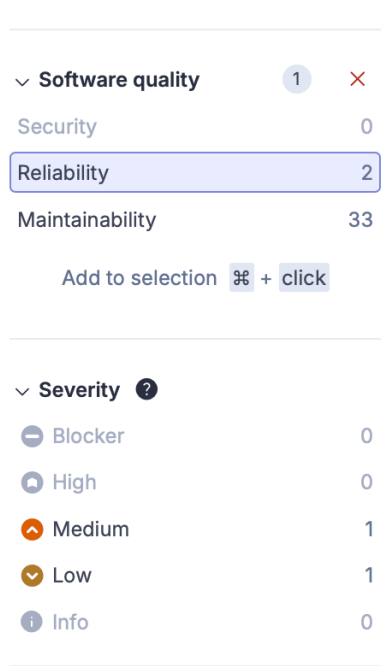 Software quality 1
Security 0
Reliability 2
Maintainability 33
Add to selection ⌘ + click
Severity ?
Blocker 0
High 0
Medium 1
Low 1
Info 0